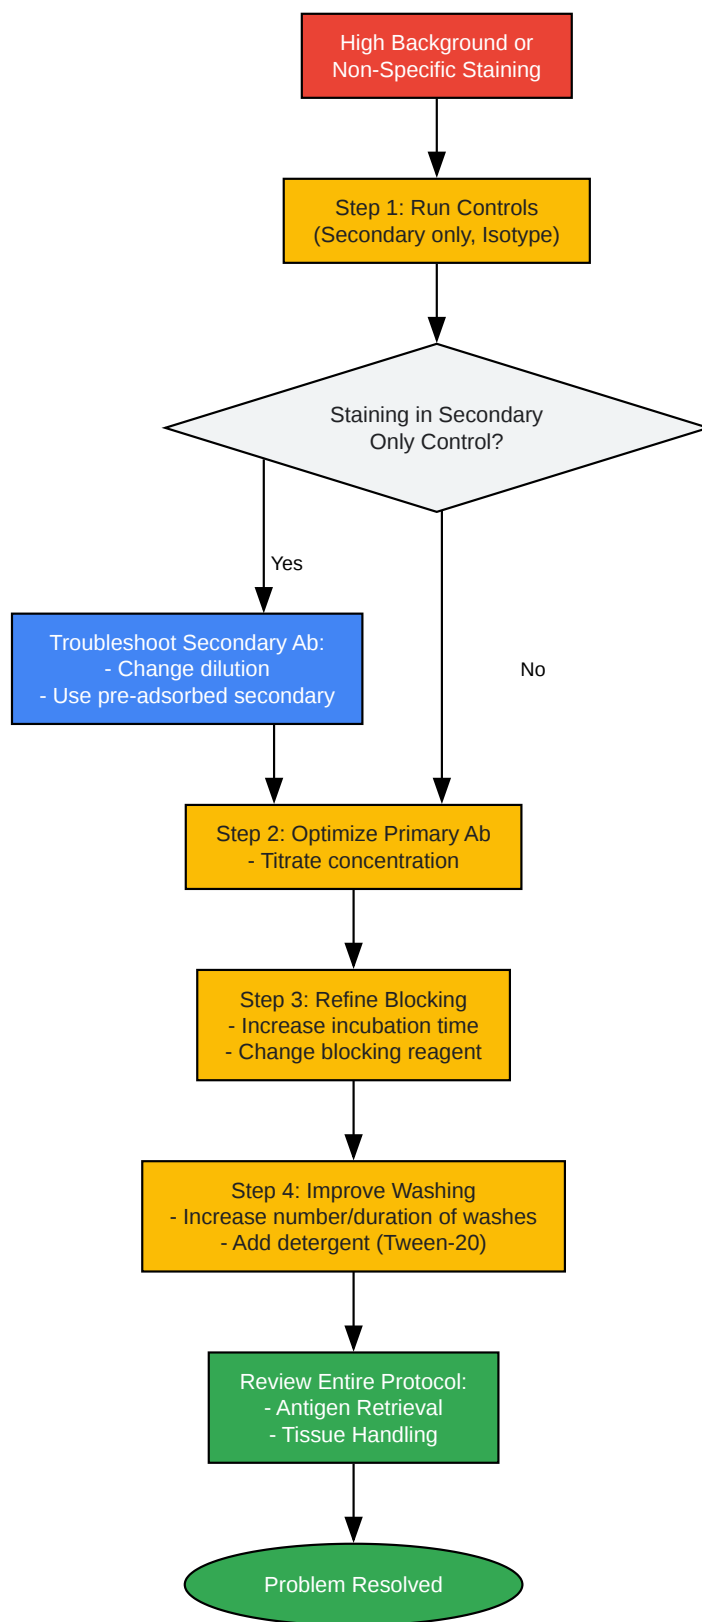 High Background or
Non-Specific Staining
Step 1: Run Controls
(Secondary only, Isotype)
Staining in Secondary
Only Control?
Yes
Troubleshoot Secondary Ab:
- Change dilution
- Use pre-adsorbed secondary
No
Step 2: Optimize Primary Ab
- Titrate concentration
Step 3: Refine Blocking
- Increase incubation time
- Change blocking reagent
Step 4: Improve Washing
- Increase number/duration of washes
- Add detergent (Tween-20)
Review Entire Protocol:
- Antigen Retrieval
- Tissue Handling
Problem Resolved